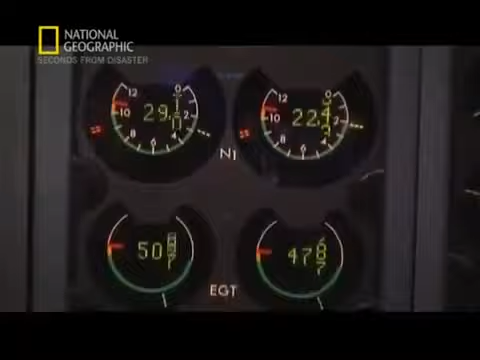 NATIONAL
GEOGRAPHIC
SECONDS FROM DISASTER
12 0
10 2
8 4
6
29.
12 0
10 2
8 4
6
22.
N1
50
47
EGT